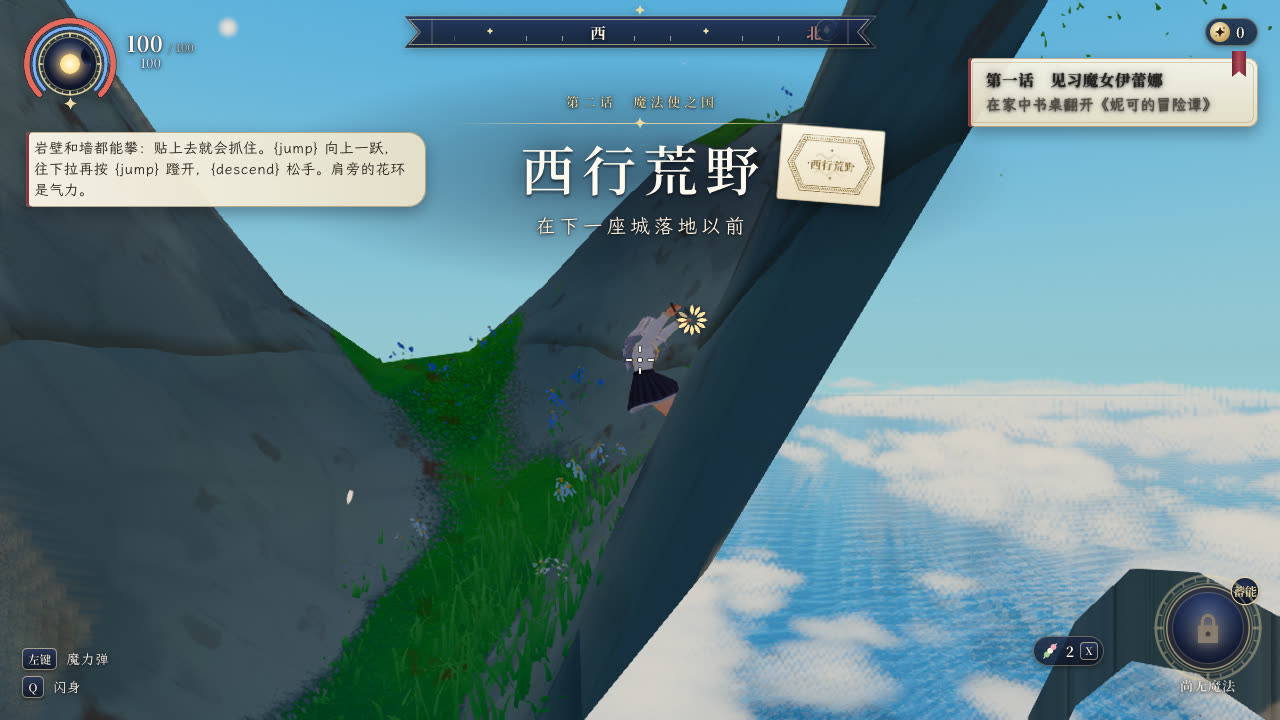 100 / 100
100
西
北
0
第一话 见习魔女伊蕾娜
在家中书桌翻开《妮可的冒险谭》
第二话 魔法使之国
西行荒野
西行荒野
在下一座城落地以前
岩壁和墙都能攀：贴上去就会抓住。{jump} 向上一跃，
往下拉再按 {jump} 蹬开，{descend} 松手。肩旁的花环
是气力。
左键 魔力弹
Q 闪身
2 X
蓄能
尚无魔法